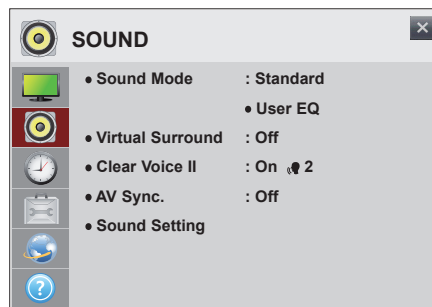 SOUND
• Sound Mode : Standard
• User EQ
• Virtual Surround : Off
• Clear Voice II : On 2
• AV Sync. : Off
• Sound Setting
?